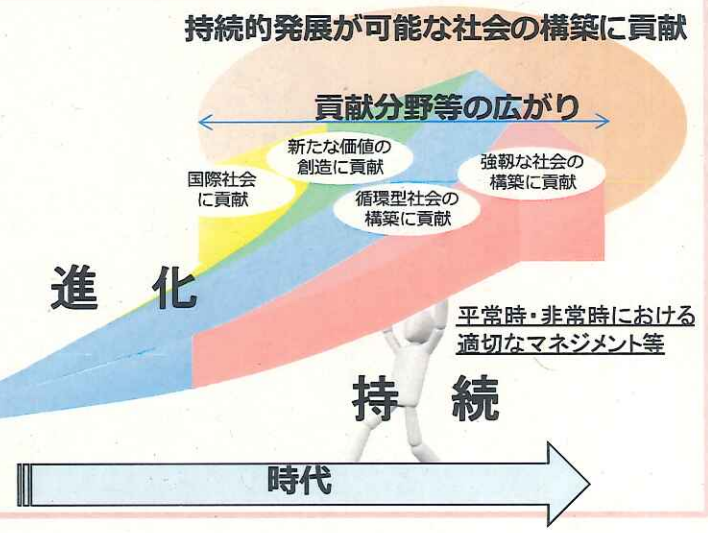 持続的発展が可能な社会の構築に貢献
貢献分野等の広がり
新たな価値の
創造に貢献
強靱な社会の
構築に貢献
国際社会
に貢献
循環型社会の
構築に貢献
進 化
平常時・非常時における
適切なマネジメント等
持 続
時代